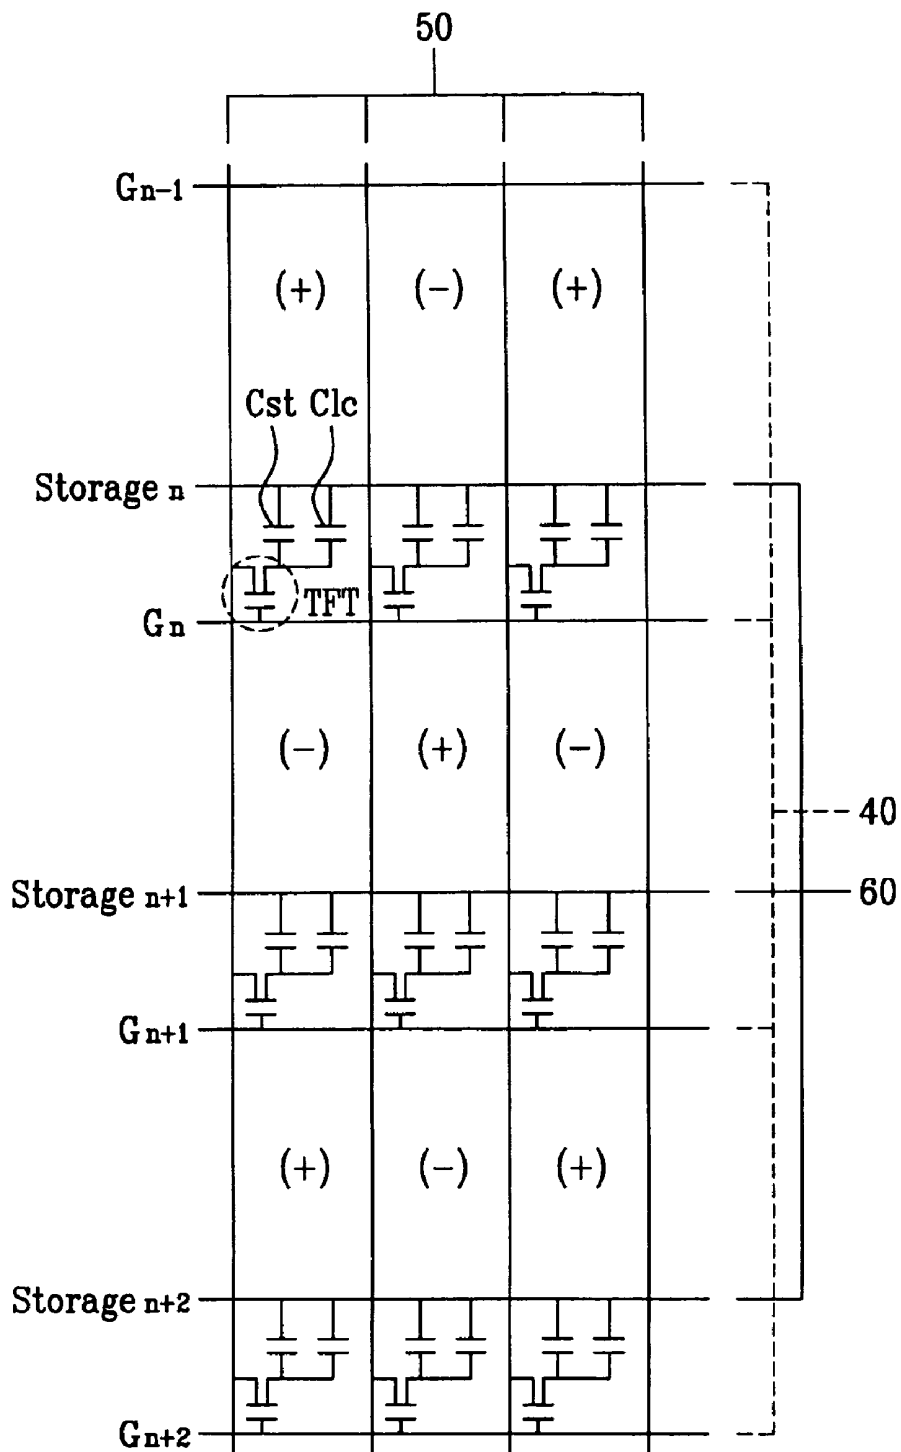 50
Gn-1
(+) (-) (+)
Cst Clc
Storage n
TFT
Gn
(-) (+) (-)
40
Storage n+1
60
Gn+1
(+) (-) (+)
Storage n+2
Gn+2